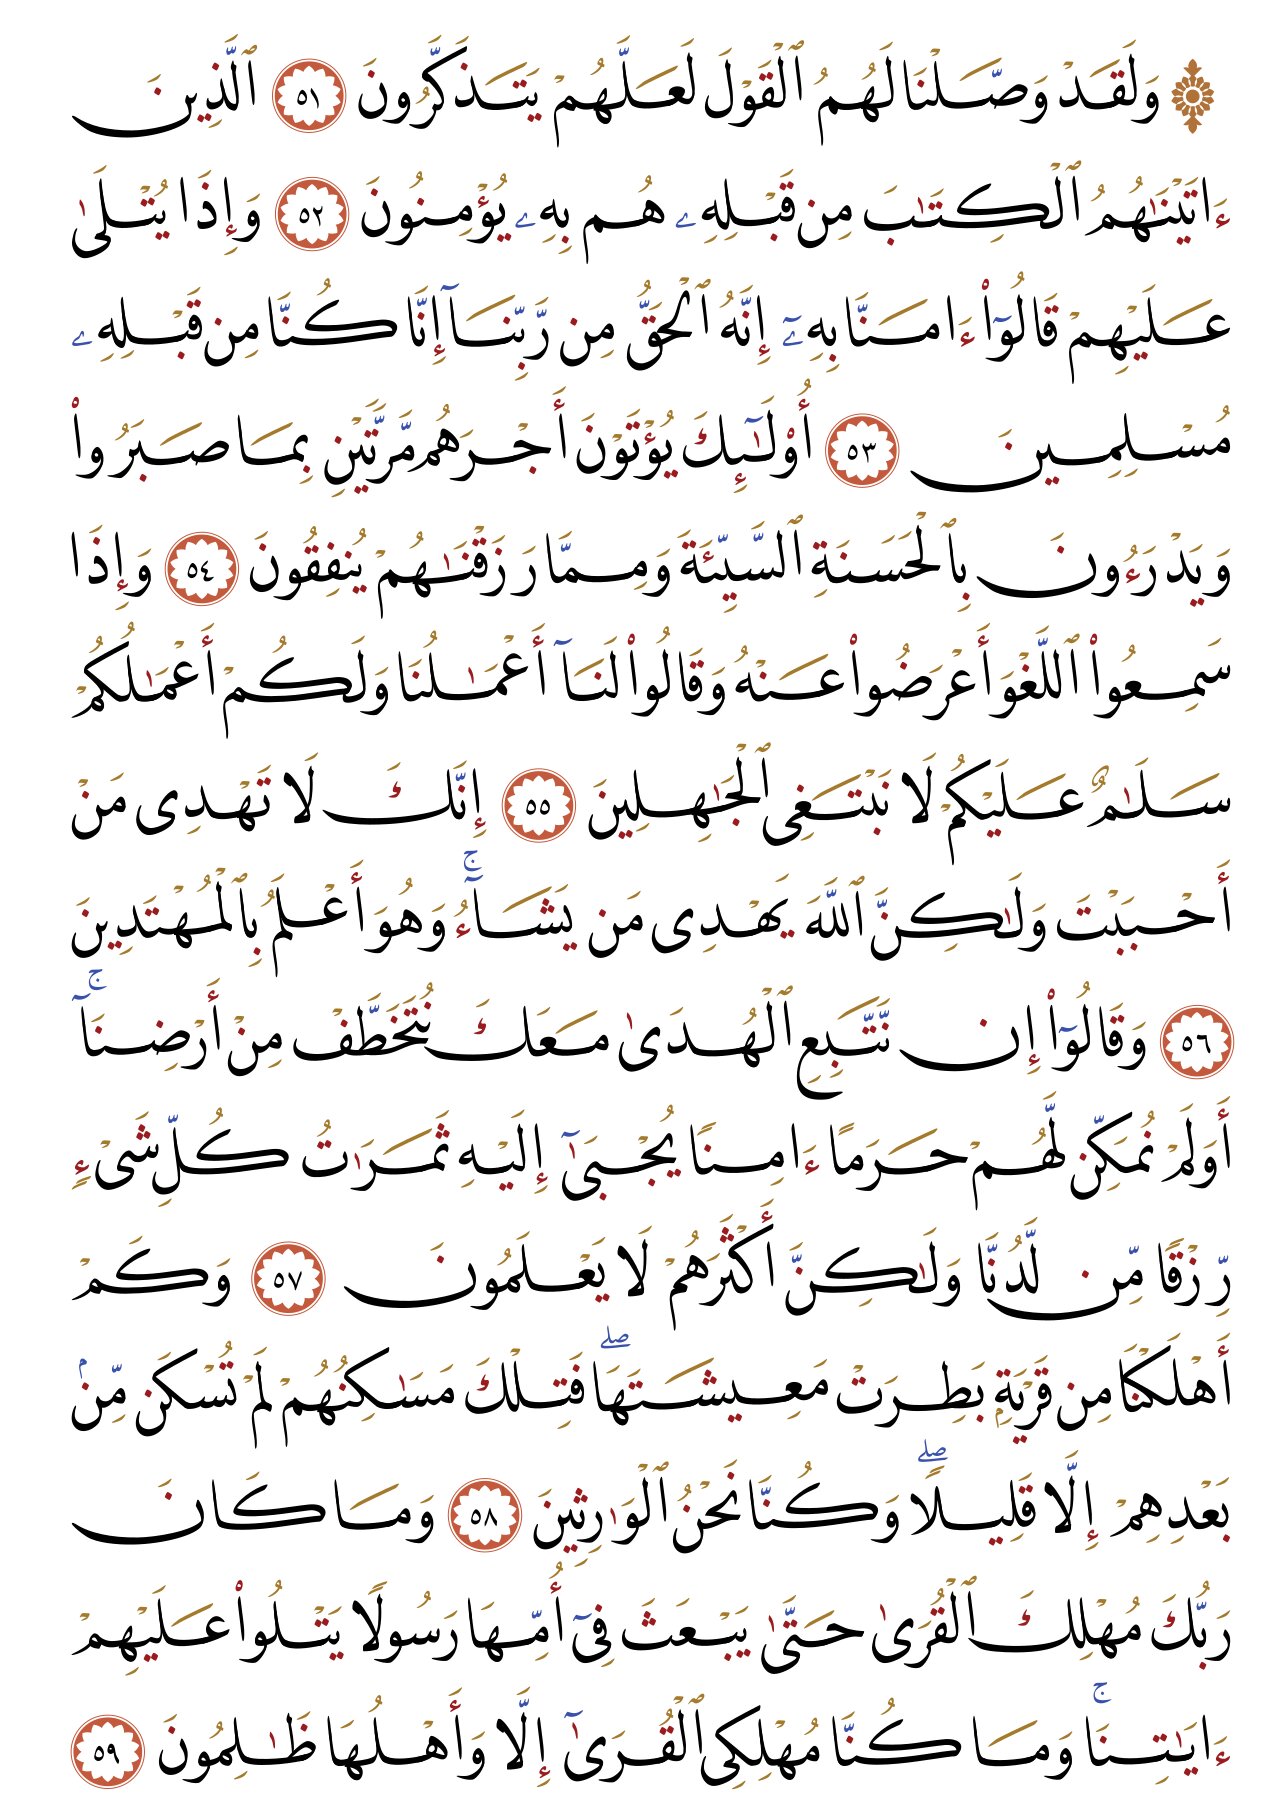 ۞ وَلَقَدْ وَصَّلْنَا لَهُمُ ٱلْقَوْلَ لَعَلَّهُمْ يَتَذَكَّرُونَ ٥١ ٱلَّذِينَ
ءَاتَيْنَٰهُمُ ٱلْكِتَٰبَ مِن قَبْلِهِۦ هُم بِهِۦ يُؤْمِنُونَ ٥٢ وَإِذَا يُتْلَىٰ
عَلَيْهِمْ قَالُوٓا۟ ءَامَنَّا بِهِۦٓ إِنَّهُ ٱلْحَقُّ مِن رَّبِّنَآ إِنَّا كُنَّا مِن قَبْلِهِۦ
مُسْلِمِينَ ٥٣ أُو۟لَٰٓئِكَ يُؤْتَوْنَ أَجْرَهُم مَّرَّتَيْنِ بِمَا صَبَرُوا۟
وَيَدْرَءُونَ بِٱلْحَسَنَةِ ٱلسَّيِّئَةَ وَمِمَّا رَزَقْنَٰهُمْ يُنفِقُونَ ٥٤ وَإِذَا
سَمِعُوا۟ ٱللَّغْوَ أَعْرَضُوا۟ عَنْهُ وَقَالُوا۟ لَنَآ أَعْمَٰلُنَا وَلَكُمْ أَعْمَٰلُكُمْ
سَلَٰمٌ عَلَيْكُمْ لَا نَبْتَغِى ٱلْجَٰهِلِينَ ٥٥ إِنَّكَ لَا تَهْدِى مَنْ
أَحْبَبْتَ وَلَٰكِنَّ ٱللَّهَ يَهْدِى مَن يَشَآءُ ۚ وَهُوَ أَعْلَمُ بِٱلْمُهْتَدِينَ
٥٦ وَقَالُوٓا۟ إِن نَّتَّبِعِ ٱلْهُدَىٰ مَعَكَ نُتَخَطَّفْ مِنْ أَرْضِنَآ ۚ
أَوَلَمْ نُمَكِّن لَّهُمْ حَرَمًا ءَامِنًا يُجْبَىٰٓ إِلَيْهِ ثَمَرَٰتُ كُلِّ شَىْءٍ
رِّزْقًا مِّن لَّدُنَّا وَلَٰكِنَّ أَكْثَرَهُمْ لَا يَعْلَمُونَ ٥٧ وَكَمْ
أَهْلَكْنَا مِن قَرْيَةٍۭ بَطِرَتْ مَعِيشَتَهَا ۖ فَتِلْكَ مَسَٰكِنُهُمْ لَمْ تُسْكَن مِّنۢ
بَعْدِهِمْ إِلَّا قَلِيلًا ۖ وَكُنَّا نَحْنُ ٱلْوَٰرِثِينَ ٥٨ وَمَا كَانَ
رَبُّكَ مُهْلِكَ ٱلْقُرَىٰ حَتَّىٰ يَبْعَثَ فِىٓ أُمِّهَا رَسُولًا يَتْلُوا۟ عَلَيْهِمْ
ءَايَٰتِنَا ۚ وَمَا كُنَّا مُهْلِكِى ٱلْقُرَىٰٓ إِلَّا وَأَهْلُهَا ظَٰلِمُونَ ٥٩